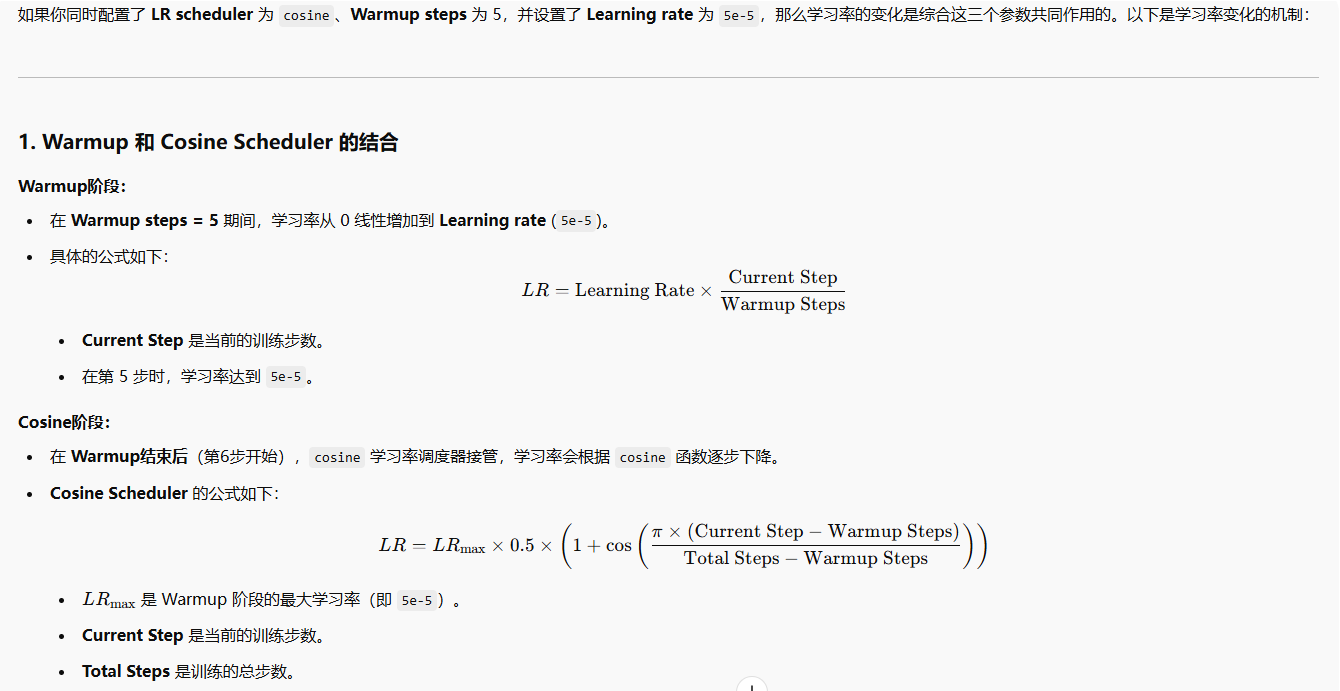 如果你同时配置了 LR scheduler 为 cosine、Warmup steps 为 5，并设置了 Learning rate 为 5e-5，那么学习率的变化是综合这三个参数共同作用的。以下是学习率变化的机制：
1. Warmup 和 Cosine Scheduler 的结合
Warmup阶段：
• 在 Warmup steps = 5 期间，学习率从 0 线性增加到 Learning rate ( 5e-5 )。
• 具体的公式如下：
LR = Learning Rate × \frac{Current Step}{Warmup Steps}
• Current Step 是当前的训练步数。
• 在第 5 步时，学习率达到 5e-5 。
Cosine阶段：
• 在 Warmup结束后（第6步开始）， cosine 学习率调度器接管，学习率会根据 cosine 函数逐步下降。
• Cosine Scheduler 的公式如下：
LR = LR_{max} × 0.5 × \left(1 + cos\left(\frac{π × (Current Step − Warmup Steps)}{Total Steps − Warmup Steps}\right)\right)
• LR_{max} 是 Warmup 阶段的最大学习率（即 5e-5 ）。
• Current Step 是当前的训练步数。
• Total Steps 是训练的总步数。